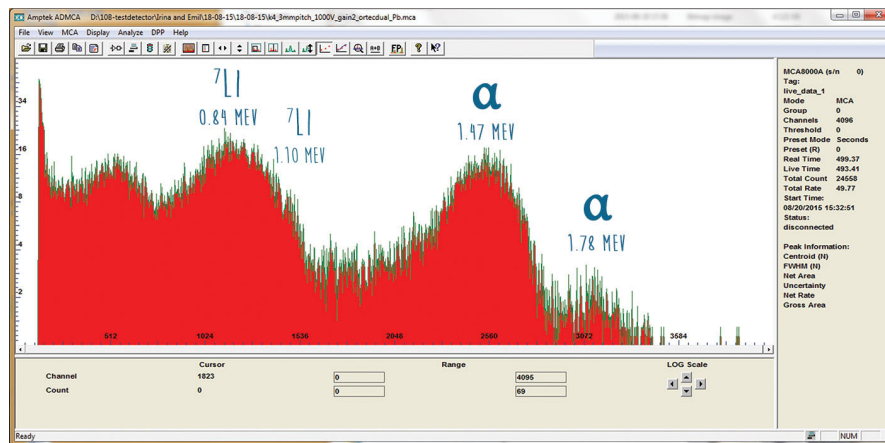 Amptek ADMCA D:\108-testdetector\Irina and Emil\18-08-15\18-08-15\k4_3mmpitch_1000V_gain2_ortecdual_Pb.mca
File View MCA Display Analyze DPP Help
-34
-16
-8
-4
-2
⁷LI
0.84 MEV
⁷LI
1.10 MEV
α
1.47 MEV
α
1.78 MEV
512 1024 1536 2048 2560 3072 3584
MCA8000A (s/n 0)
Tag:
live_data_1
Mode MCA
Group 0
Channels 4096
Threshold 0
Preset Mode Seconds
Preset (R) 0
Real Time 499.37
Live Time 493.41
Total Count 24558
Total Rate 49.77
Start Time:
08/20/2015 15:32:51
Status:
disconnected
Peak Information:
Centroid (N)
FWHM (N)
Net Area
Uncertainty
Net Rate
Gross Area
Cursor Range LOG Scale
Channel 1823 0 4095
Count 0 0 69
Ready
NUM